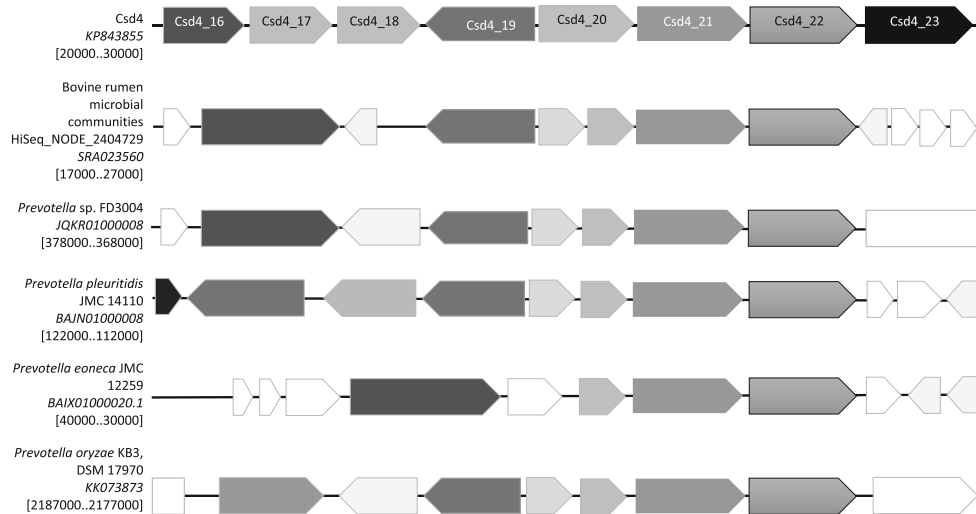 Csd4
KP843855
[20000..30000]
Csd4_16
Csd4_17
Csd4_18
Csd4_19
Csd4_20
Csd4_21
Csd4_22
Csd4_23
Bovine rumen
microbial
communities
HiSeq_NODE_2404729
SRA023560
[17000..27000]
Prevotella sp. FD3004
JQKR01000008
[378000..368000]
Prevotella pleuritidis
JMC 14110
BAJN01000008
[122000..112000]
Prevotella eoneca JMC
12259
BAIX01000020.1
[40000..30000]
Prevotella oryzae KB3,
DSM 17970
KK073873
[2187000..2177000]